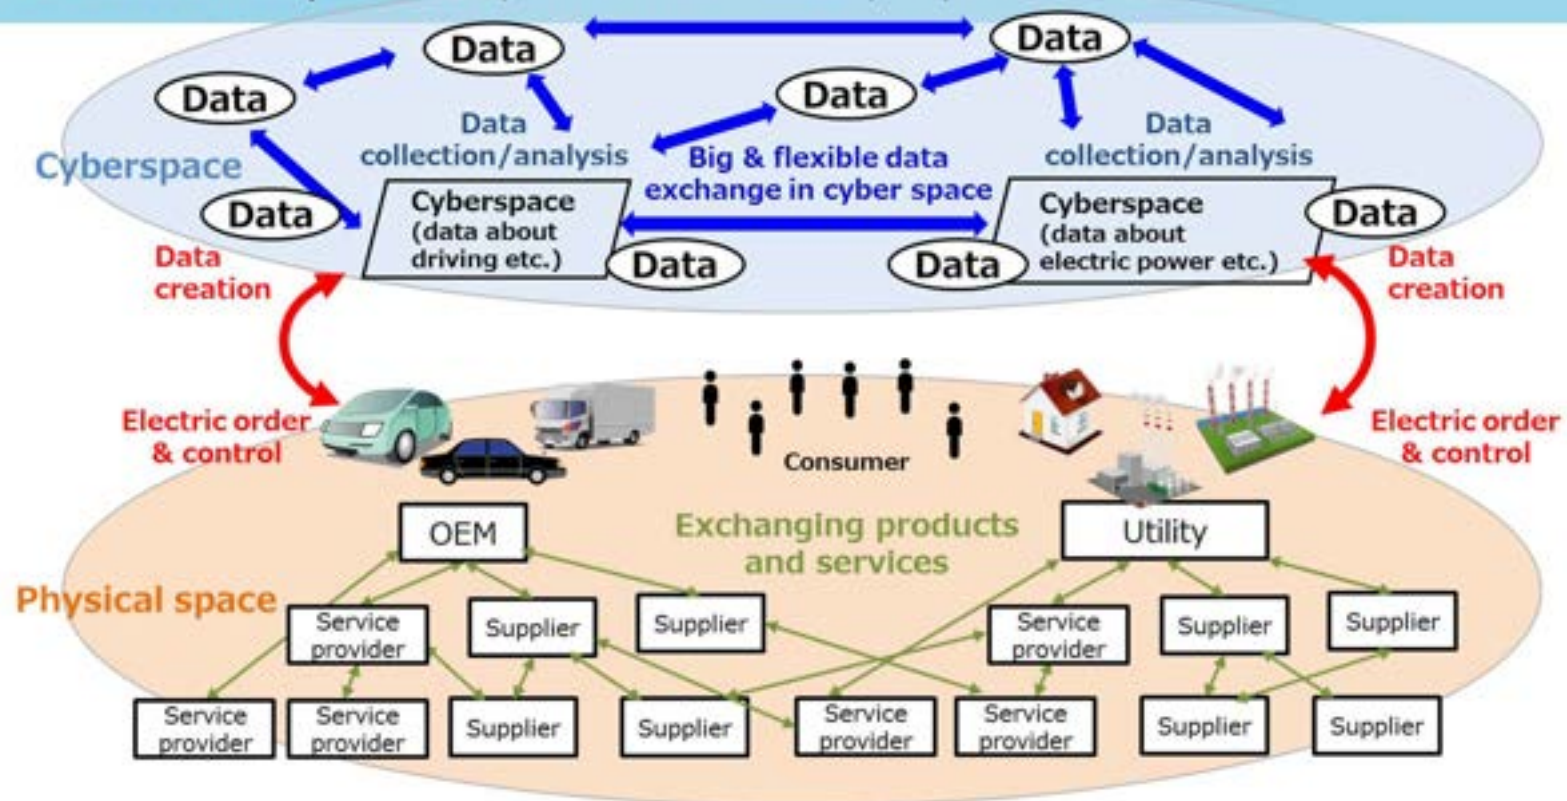 Data
Data
Data
Data
Data
collection/analysis
Data
collection/analysis
Cyberspace
Big & flexible data
exchange in cyber space
Data
Cyberspace
(data about
driving etc.)
Data
Data
Cyberspace
(data about
electric power etc.)
Data
Data
creation
Data
creation
Electric order
& control
Consumer
Electric order
& control
OEM
Exchanging products
and services
Utility
Physical space
Service
provider
Supplier
Supplier
Service
provider
Supplier
Supplier
Service
provider
Service
provider
Supplier
Supplier
Service
provider
Service
provider
Supplier
Supplier